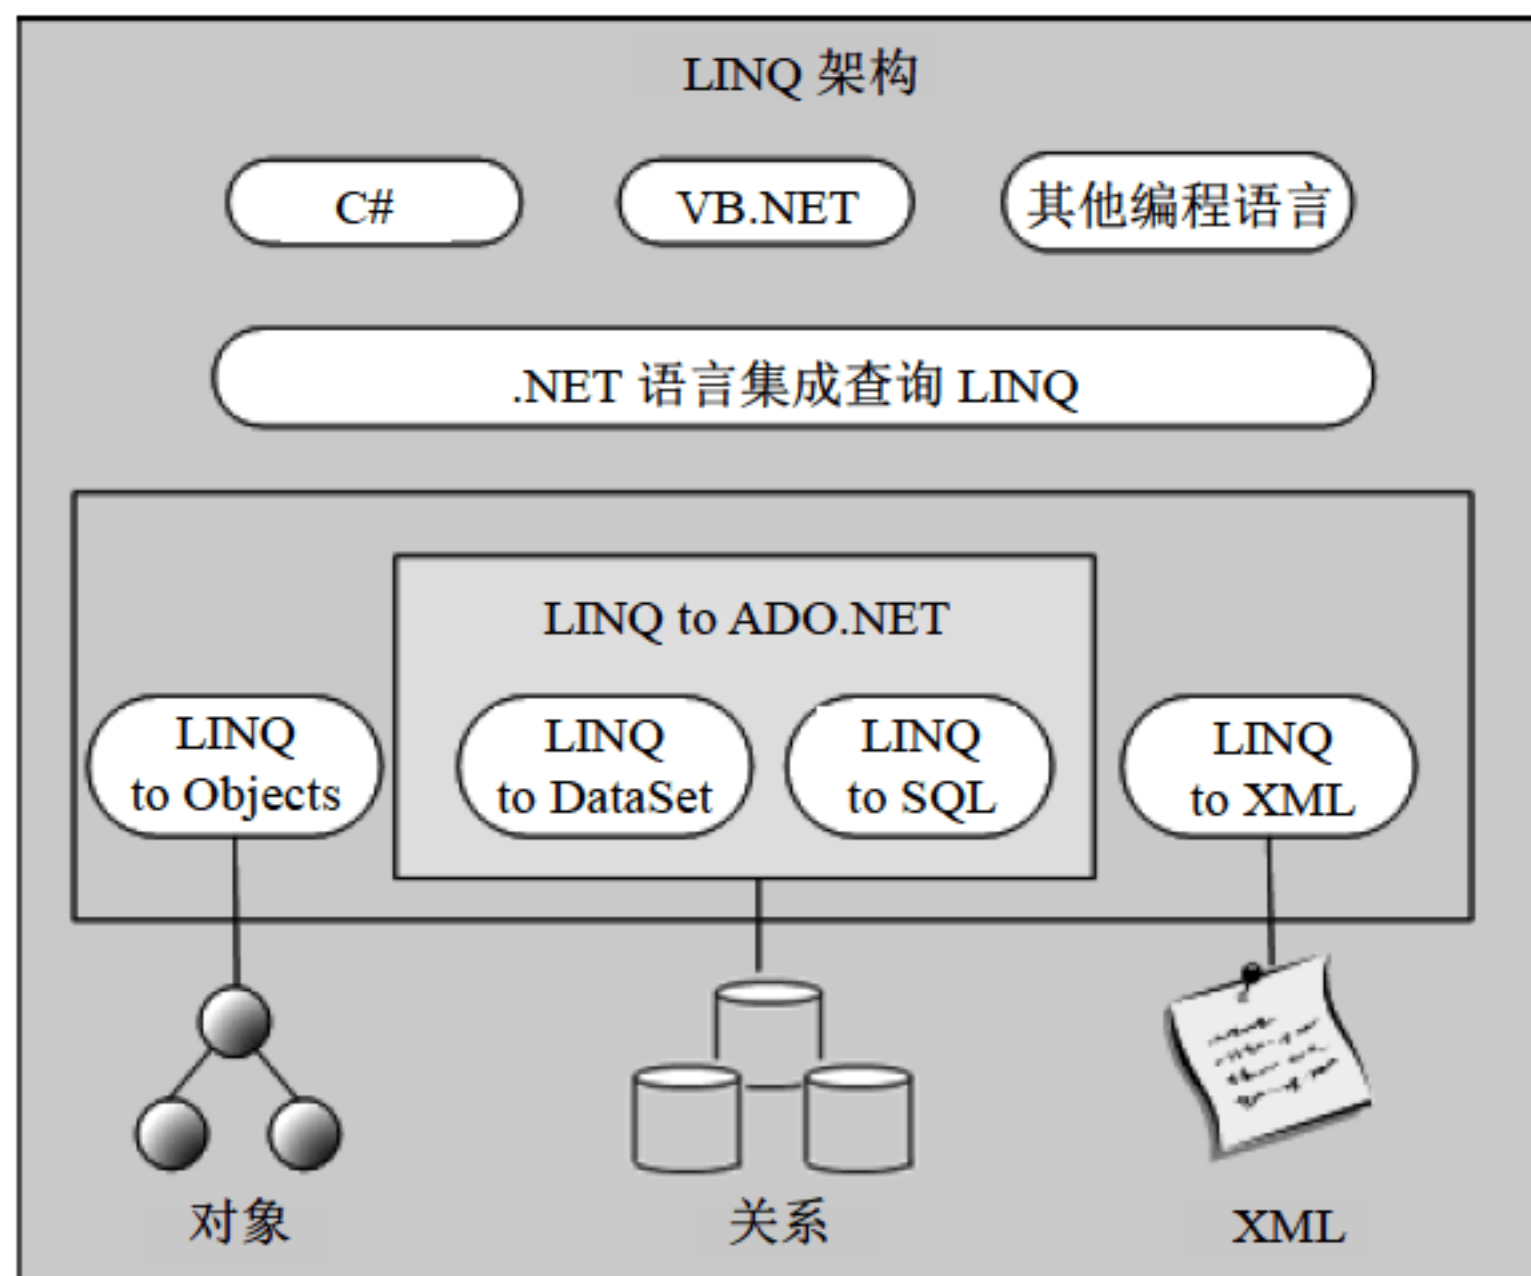 LINQ 架构
C#
VB.NET
其他编程语言
.NET 语言集成查询 LINQ
LINQ to ADO.NET
LINQ
to Objects
LINQ
to DataSet
LINQ
to SQL
LINQ
to XML
对象
关系
XML